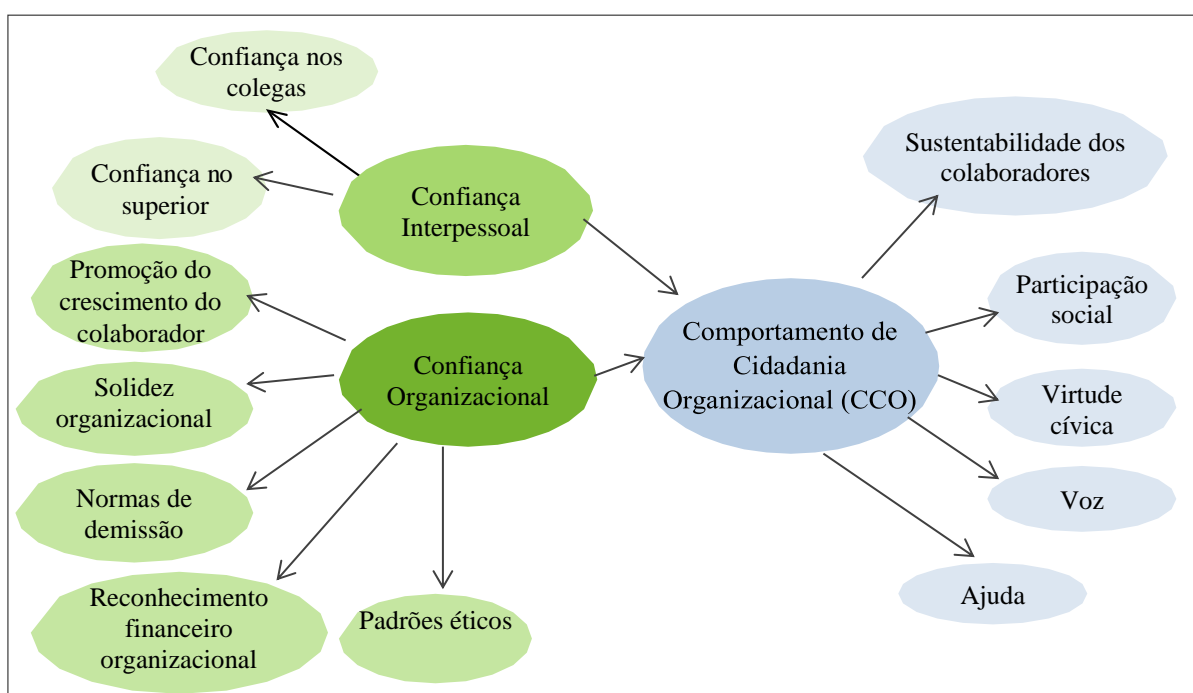 Confiança nos
colegas
Confiança no
superior
Promoção do
crescimento do
colaborador
Solidez
organizacional
Normas de
demissão
Reconhecimento
financeiro
organizacional
Padrões éticos
Confiança
Interpessoal
Confiança
Organizacional
Comportamento de
Cidadania
Organizacional (CCO)
Sustentabilidade dos
colaboradores
Participação
social
Virtude
cívica
Voz
Ajuda